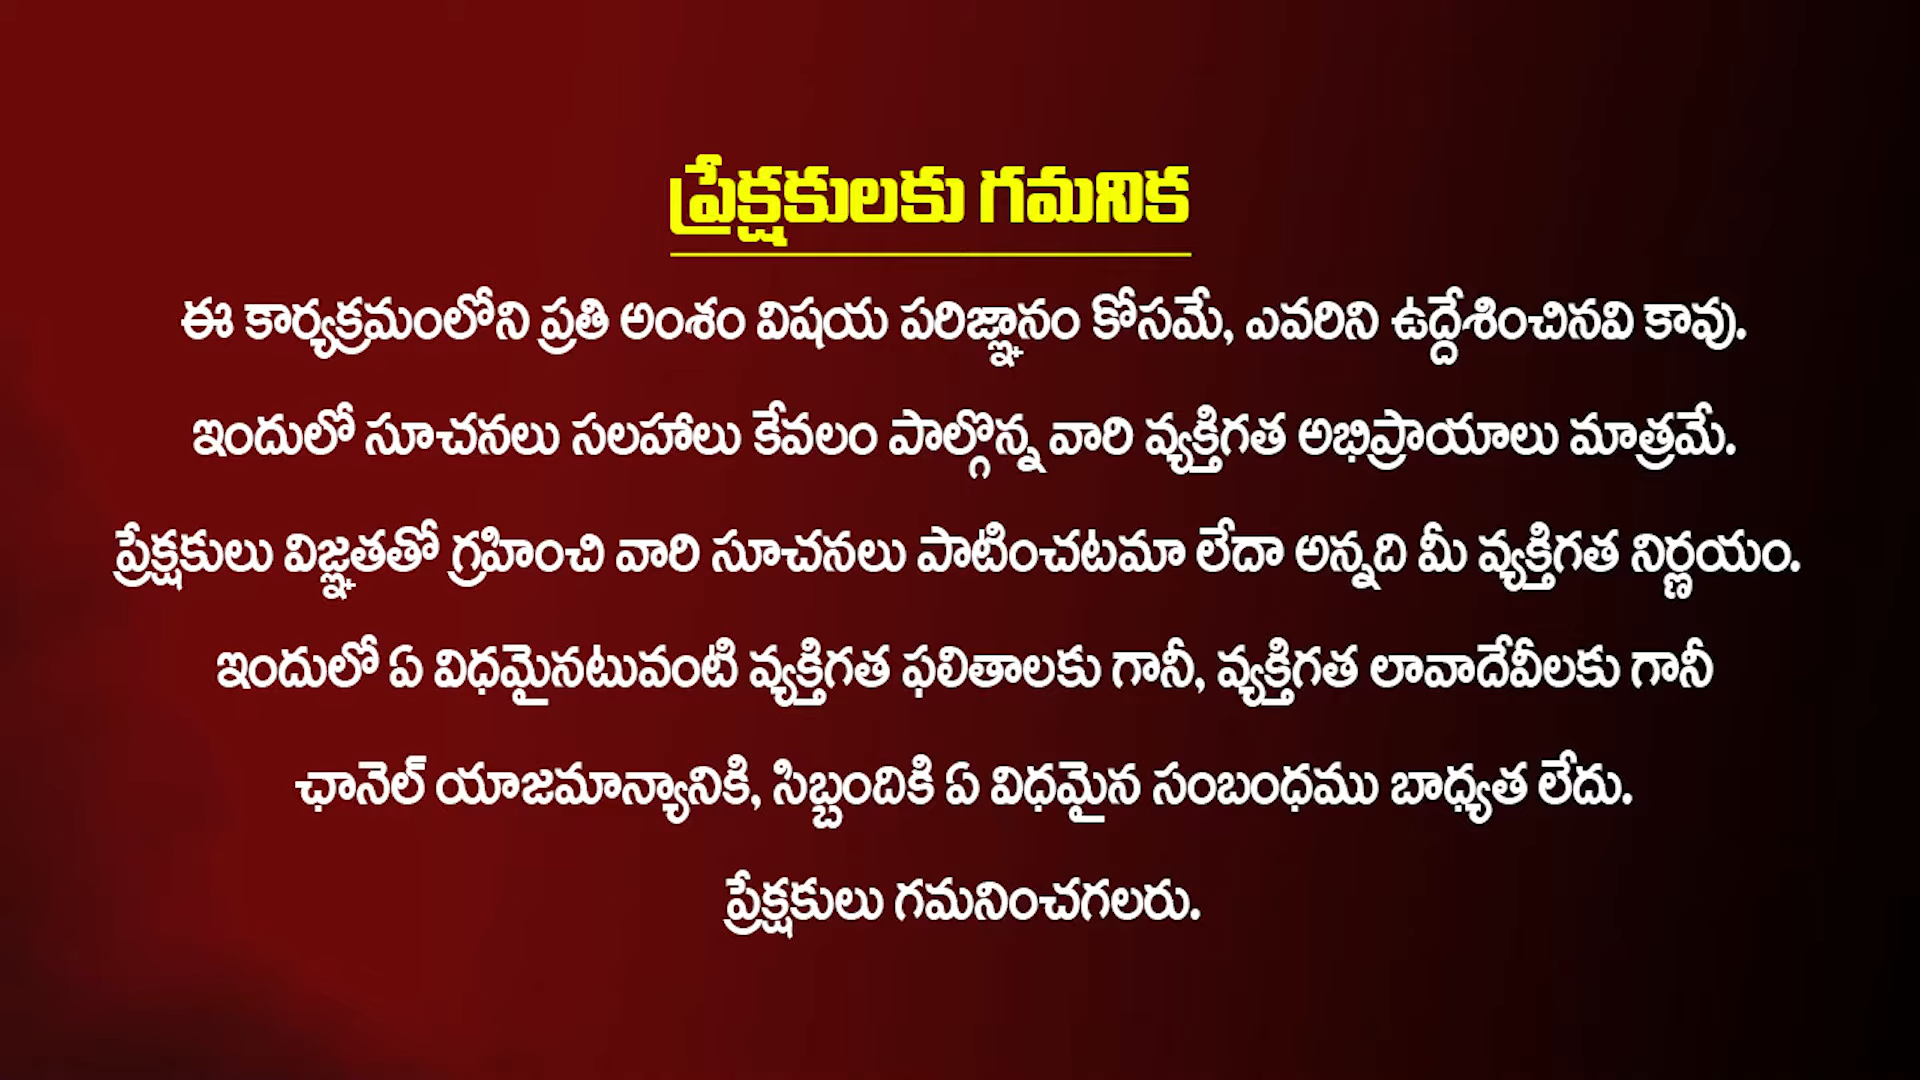 ప్రేక్షకులకు గమనిక
ఈ కార్యక్రమంలోని ప్రతి అంశం విషయ పరిజ్ఞానం కోసమే, ఎవరిని ఉద్దేశించినవి కావు.
ఇందులో సూచనలు సలహాలు కేవలం పాల్గొన్న వారి వ్యక్తిగత అభిప్రాయాలు మాత్రమే.
ప్రేక్షకులు విజ్ఞతతో గ్రహించి వారి సూచనలు పాటించటమా లేదా అన్నది మీ వ్యక్తిగత నిర్ణయం.
ఇందులో ఏ విధమైనటువంటి వ్యక్తిగత ఫలితాలకు గానీ, వ్యక్తిగత లావాదేవీలకు గానీ
ఛానెల్ యాజమాన్యానికి, సిబ్బందికి ఏ విధమైన సంబంధము బాధ్యత లేదు.
ప్రేక్షకులు గమనించగలరు.